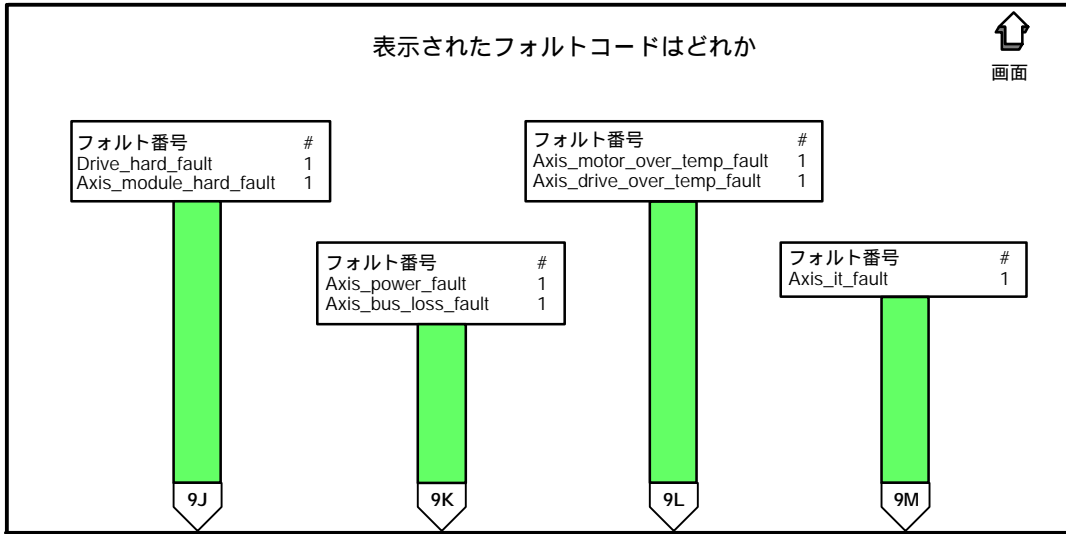 表示されたフォルトコードはどれか
画面
フォルト番号 #
Drive_hard_fault 1
Axis_module_hard_fault 1
フォルト番号 #
Axis_power_fault 1
Axis_bus_loss_fault 1
フォルト番号 #
Axis_motor_over_temp_fault 1
Axis_drive_over_temp_fault 1
フォルト番号 #
Axis_it_fault 1
9J
9K
9L
9M